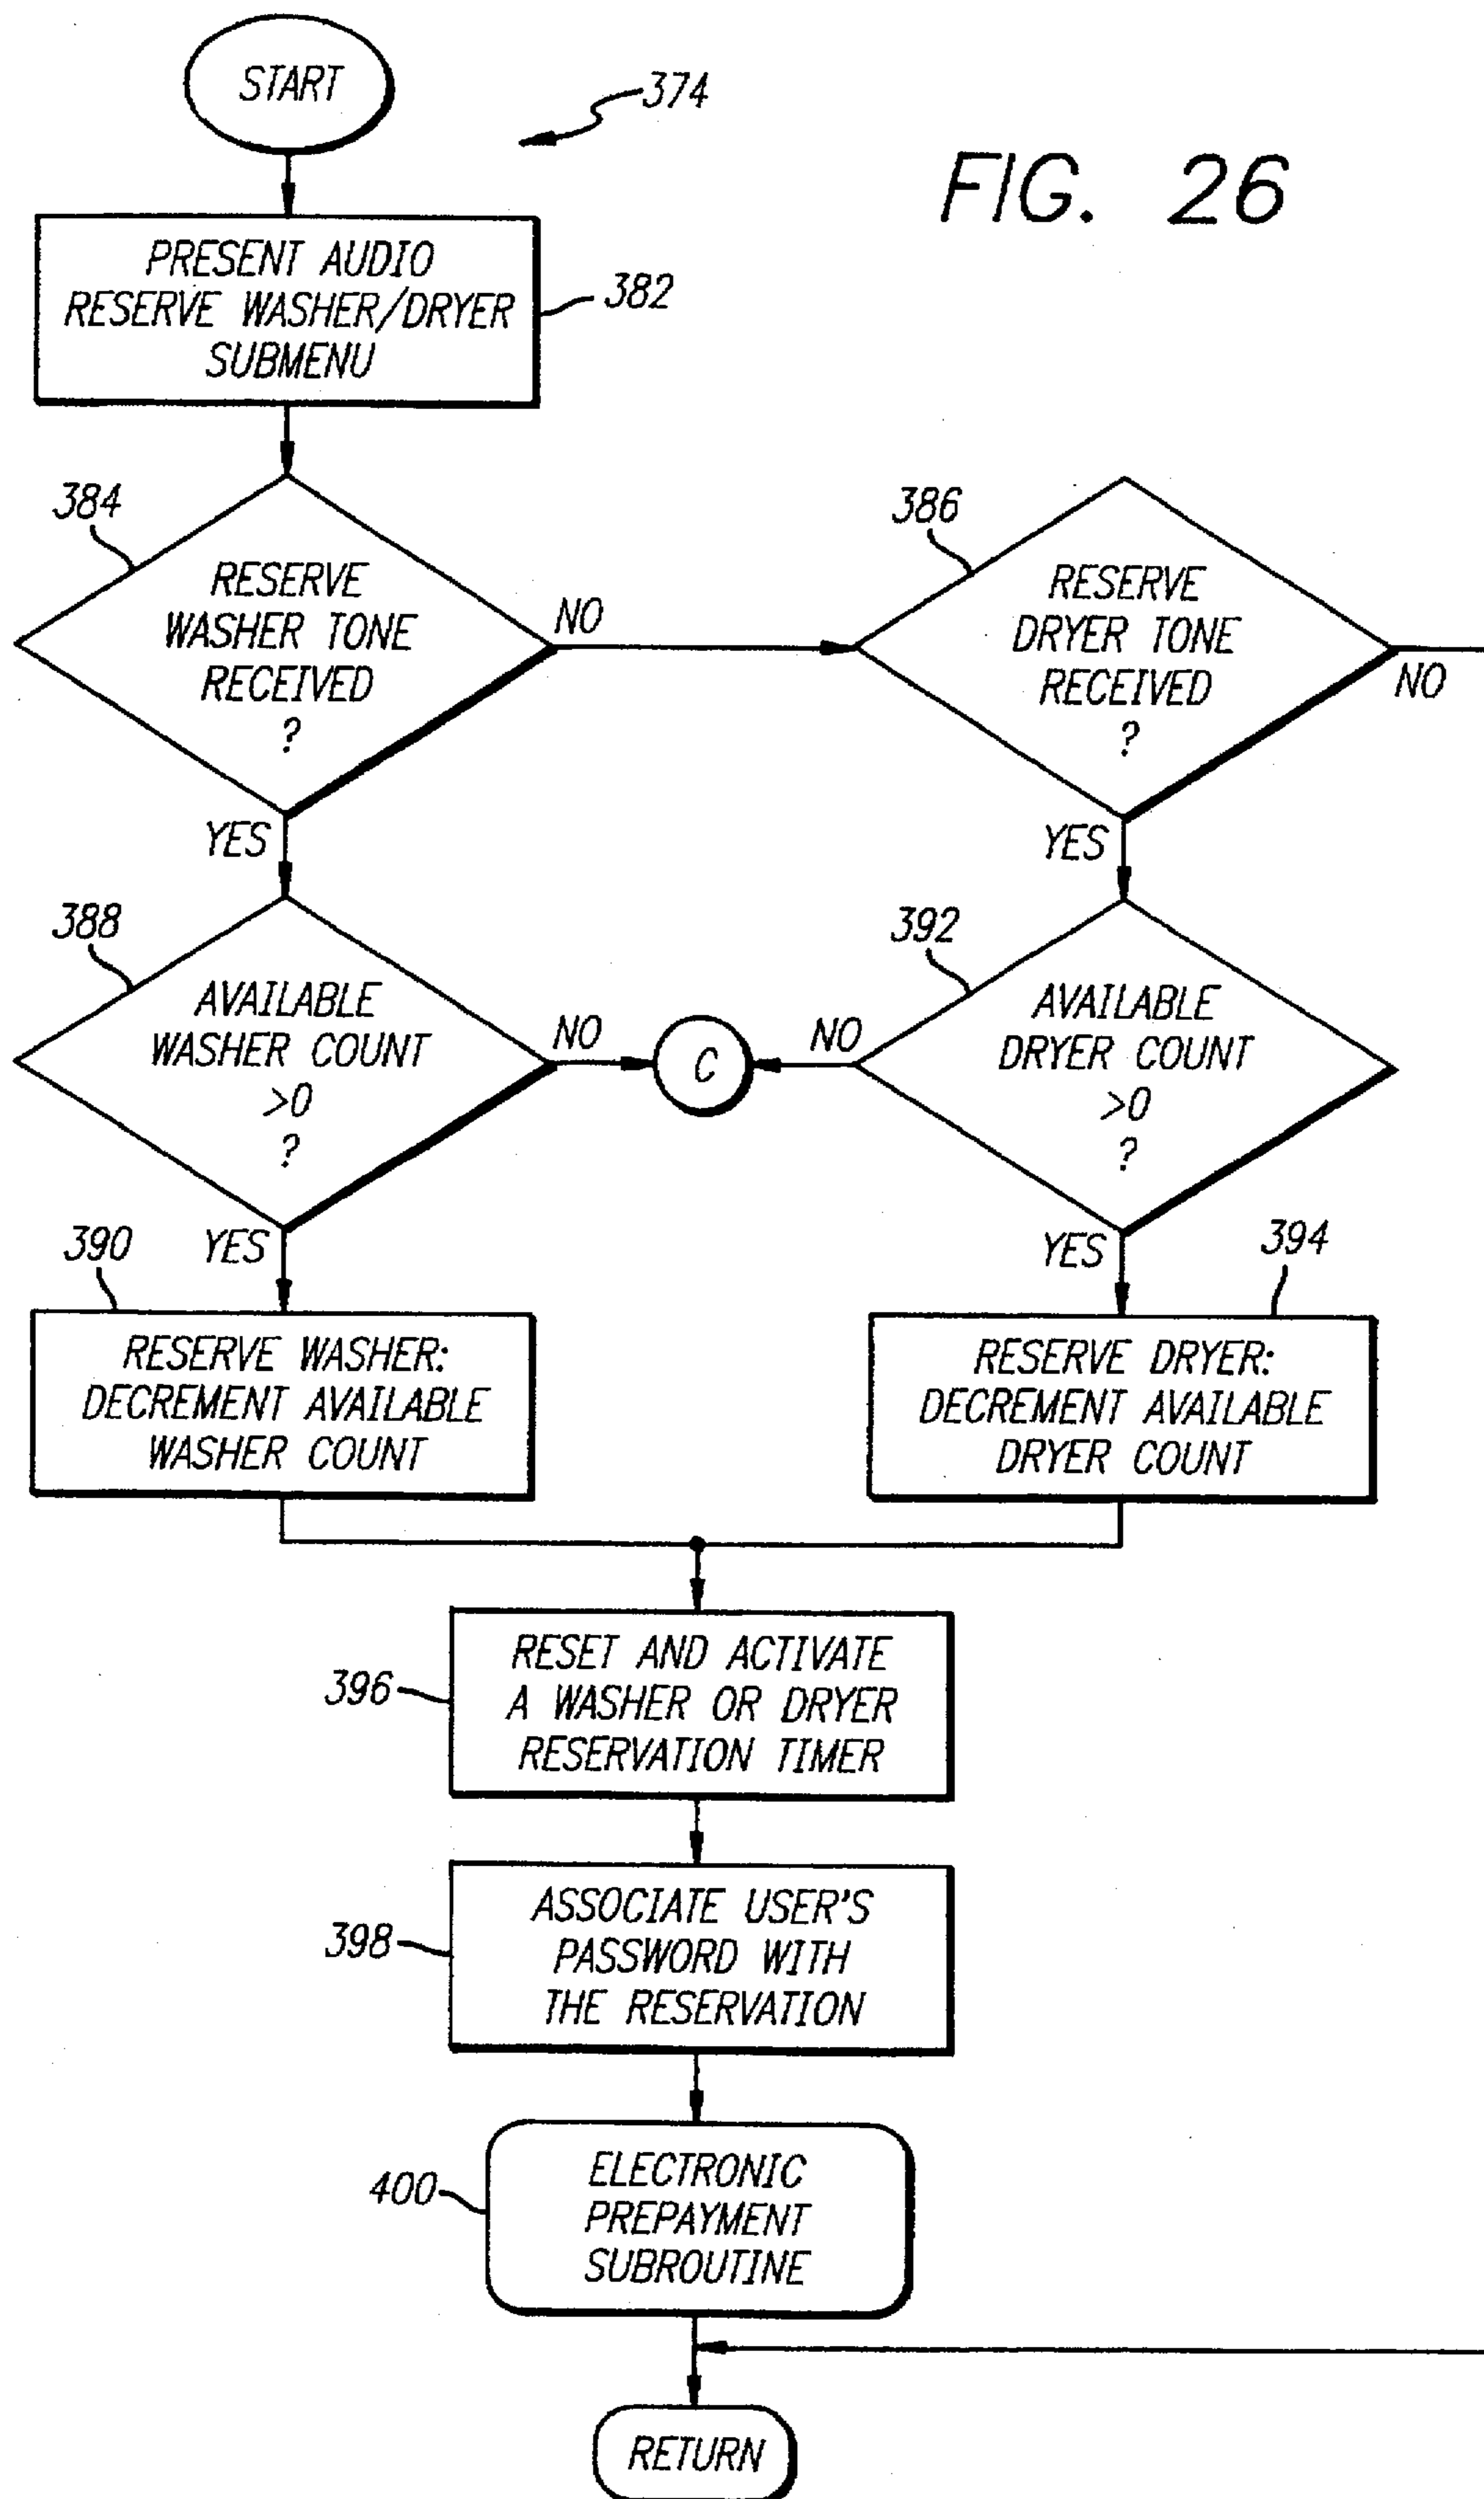 START
374
FIG. 26
PRESENT AUDIO
RESERVE WASHER/DRYER
SUBMENU
382
384
RESERVE
WASHER TONE
RECEIVED
?
NO
YES
386
RESERVE
DRYER TONE
RECEIVED
?
NO
YES
388
AVAILABLE
WASHER COUNT
>0
?
NO
YES
C
392
AVAILABLE
DRYER COUNT
>0
?
NO
YES
390
RESERVE WASHER:
DECREMENT AVAILABLE
WASHER COUNT
394
RESERVE DRYER:
DECREMENT AVAILABLE
DRYER COUNT
396
RESET AND ACTIVATE
A WASHER OR DRYER
RESERVATION TIMER
398
ASSOCIATE USER'S
PASSWORD WITH
THE RESERVATION
400
ELECTRONIC
PREPAYMENT
SUBROUTINE
RETURN